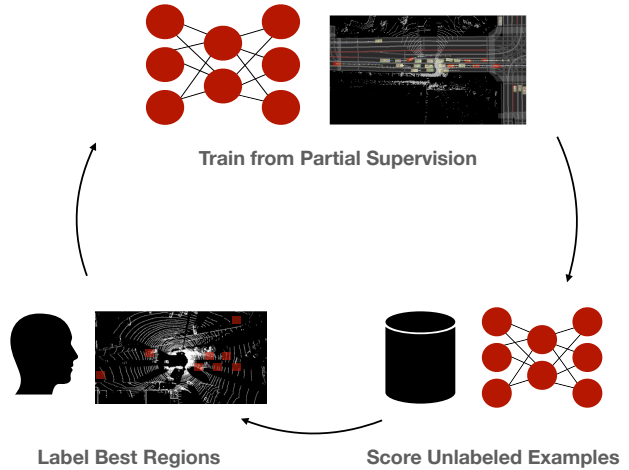 Train from Partial Supervision
Label Best Regions
Score Unlabeled Examples